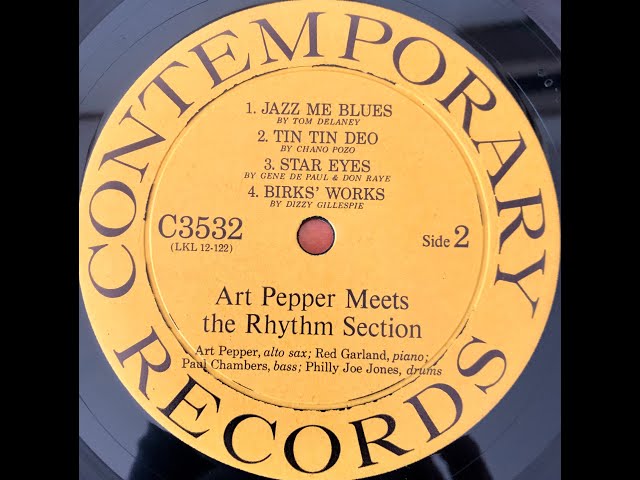 CONTEMPORARY
1. JAZZ ME BLUES
BY TOM DELANEY
2. TIN TIN DEO
BY CHANO POZO
3. STAR EYES
BY GENE DE PAUL & DON RAYE
4. BIRKS' WORKS
BY DIZZY GILLESPIE
C3532
(LKL 12-122)
Side 2
Art Pepper Meets
the Rhythm Section
Art Pepper, alto sax; Red Garland, piano;
Paul Chambers, bass; Philly Joe Jones, drums
RECORDS